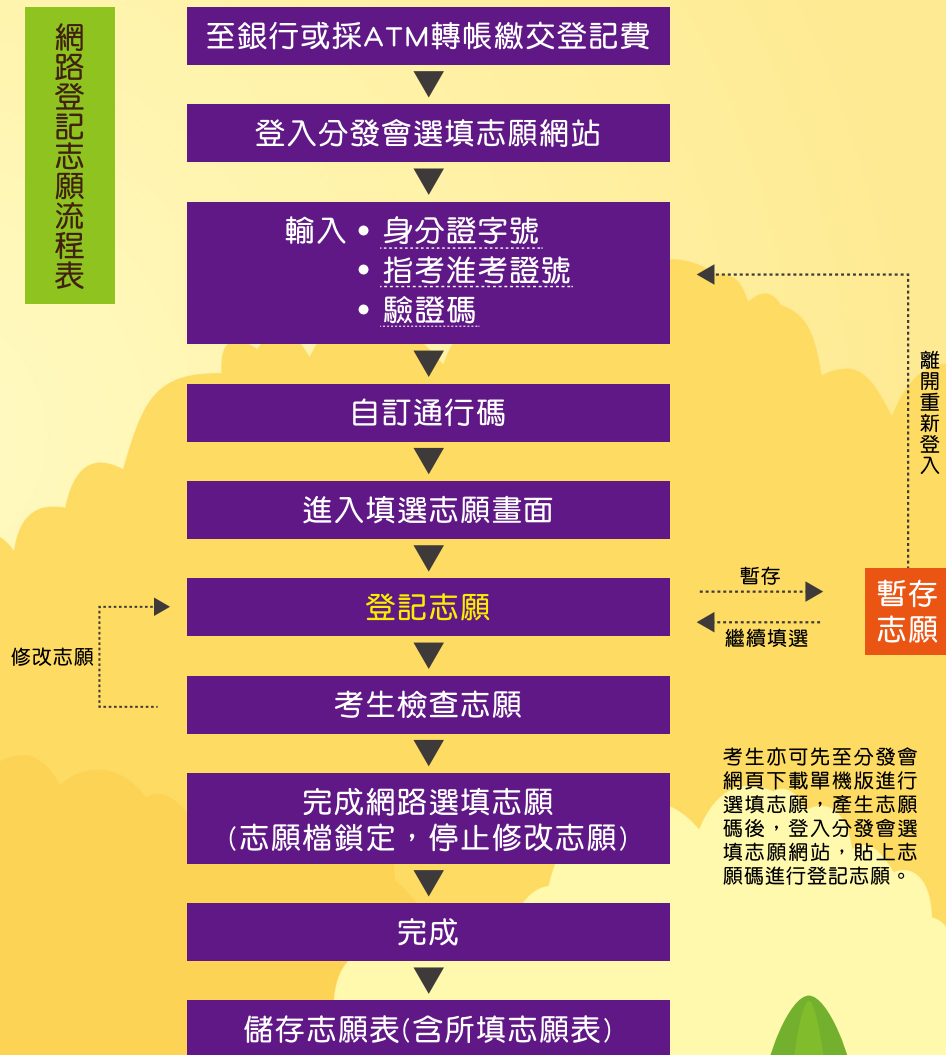 網路登記志願流程表
至銀行或採ATM轉帳繳交登記費
登入分發會選填志願網站
輸入• 身分證字號
• 指考准考證號
• 驗證碼
離開重新登入
自訂通行碼
進入填選志願畫面
登記志願
暫存
繼續填選
暫存
志願
修改志願
考生檢查志願
完成網路選填志願
(志願檔鎖定,停止修改志願)
考生亦可先至分發會
網頁下載單機版進行
選填志願,產生志願
碼後,登入分發會選
填志願網站,貼上志
願碼進行登記志願。
完成
儲存志願表(含所填志願表)